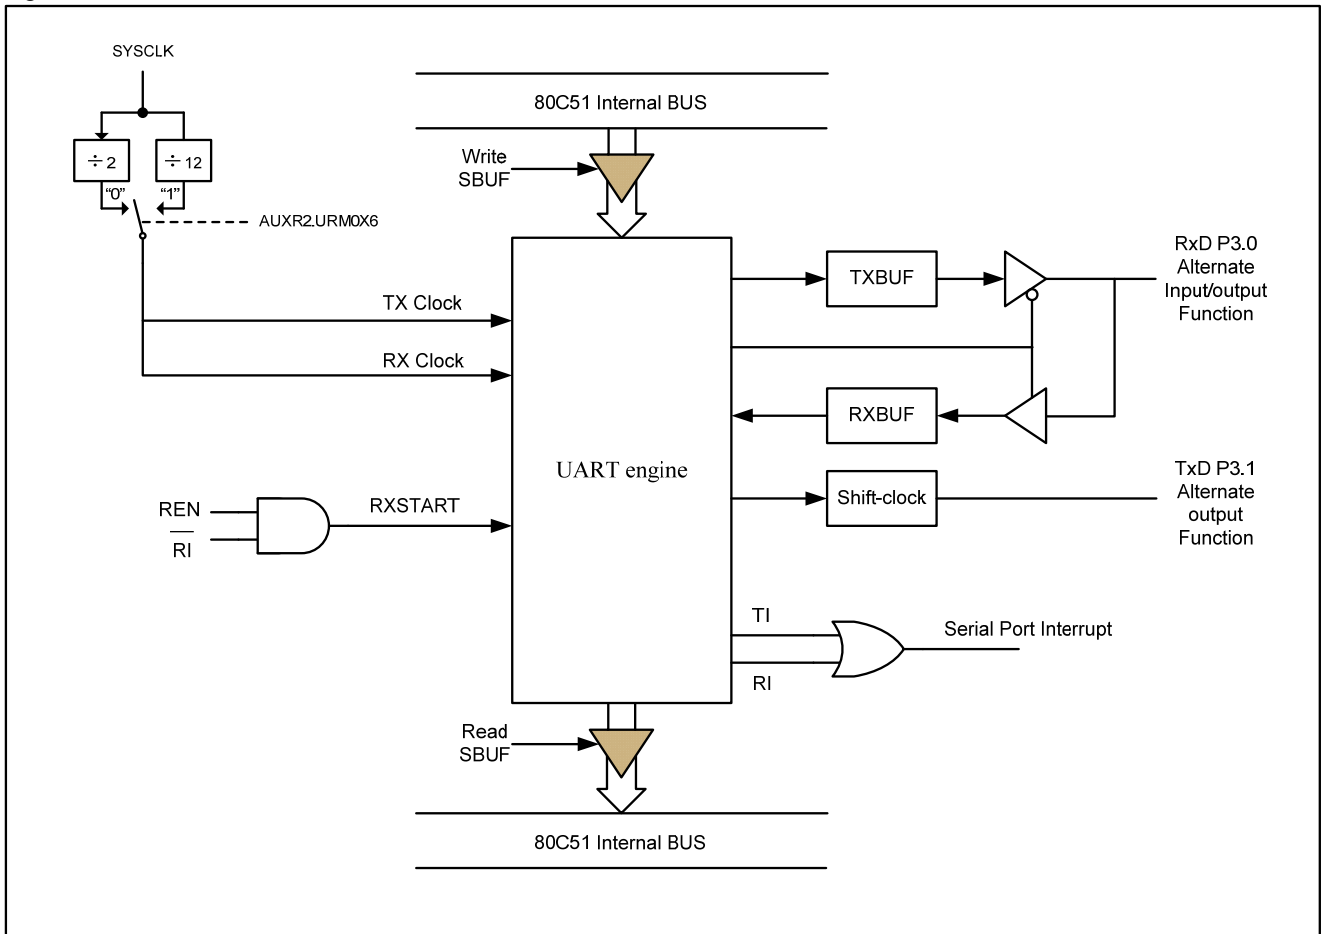 SYSCLK
÷ 2
÷ 12
"0"
"1"
AUXR2.URM0X6
80C51 Internal BUS
Write
SBUF
TX Clock
RX Clock
REN
RI
RXSTART
UART engine
TXBUF
RXBUF
Shift-clock
RxD P3.0
Alternate
Input/output
Function
TxD P3.1
Alternate
output
Function
TI
RI
Serial Port Interrupt
Read
SBUF
80C51 Internal BUS